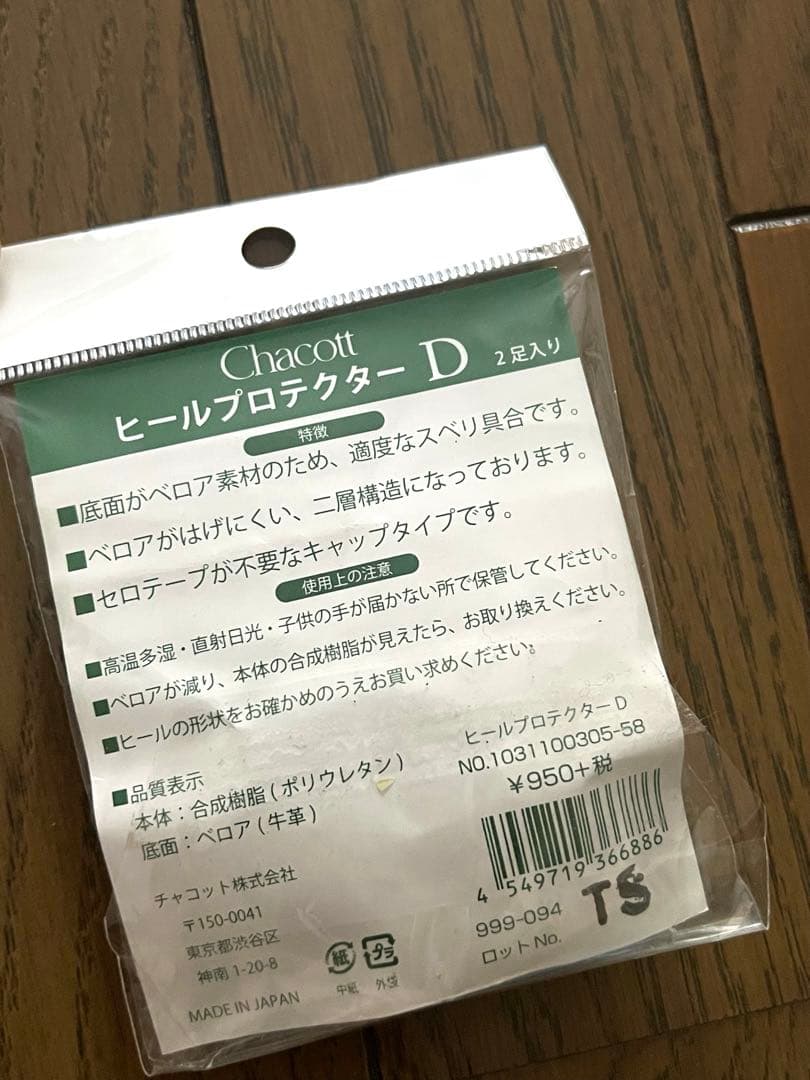 Chacott
ヒールプロテクター D 2足入り
特徴
■底面がベロア素材のため、適度なスベリ具合です。
■ベロアがはげにくい、二層構造になっております。
■セロテープが不要なキャップタイプです。
使用上の注意
■高温多湿・直射日光・子供の手が届かない所で保管してください。
■ベロアが減り、本体の合成樹脂が見えたら、お取り換えください。
■ヒールの形状をお確かめのうえお買い求めください。
■品質表示
本体：合成樹脂(ポリウレタン)
底面：ベロア(牛革)
チャコット株式会社
〒150-0041
東京都渋谷区
神南1-20-8
MADE IN JAPAN
紙
中紙
プラ
外袋
ヒールプロテクターD
NO.1031100305-58
¥950+税
4 549719 366886
999-094
ロットNo.
TS